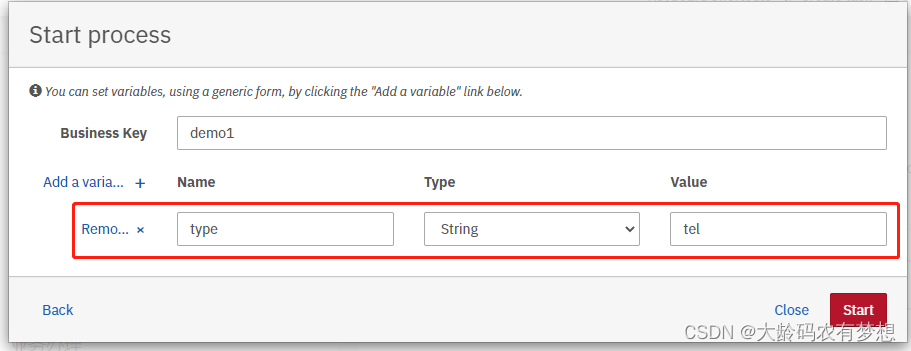 Start process
You can set variables, using a generic form, by clicking the "Add a variable" link below.
Business Key demo1
Add a varia... + Name Type Value
Remo... × type String tel
Back Close Start
CSDN @大龄码农有梦想